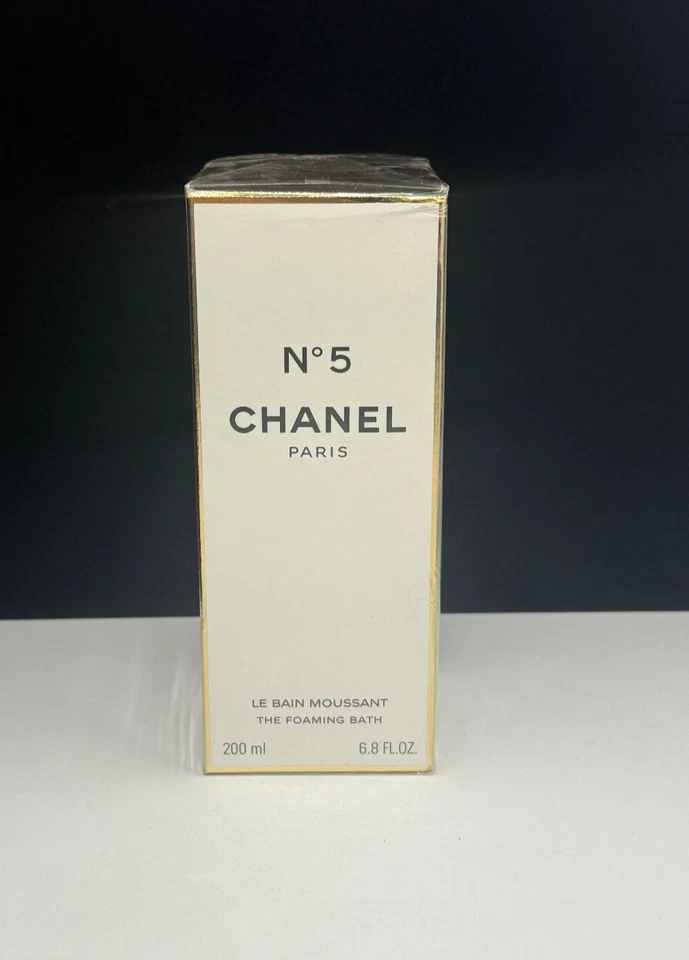 N°5
CHANEL
PARIS
LE BAIN MOUSSANT
THE FOAMING BATH
200 ml 6.8 FL.OZ.